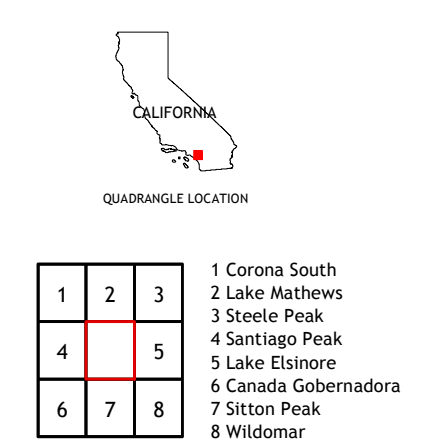 CALIFORNIA
QUADRANGLE LOCATION
1 2 3
4 5
6 7 8
1 Corona South
2 Lake Mathews
3 Steele Peak
4 Santiago Peak
5 Lake Elsinore
6 Canada Gobernadora
7 Sitton Peak
8 Wildomar